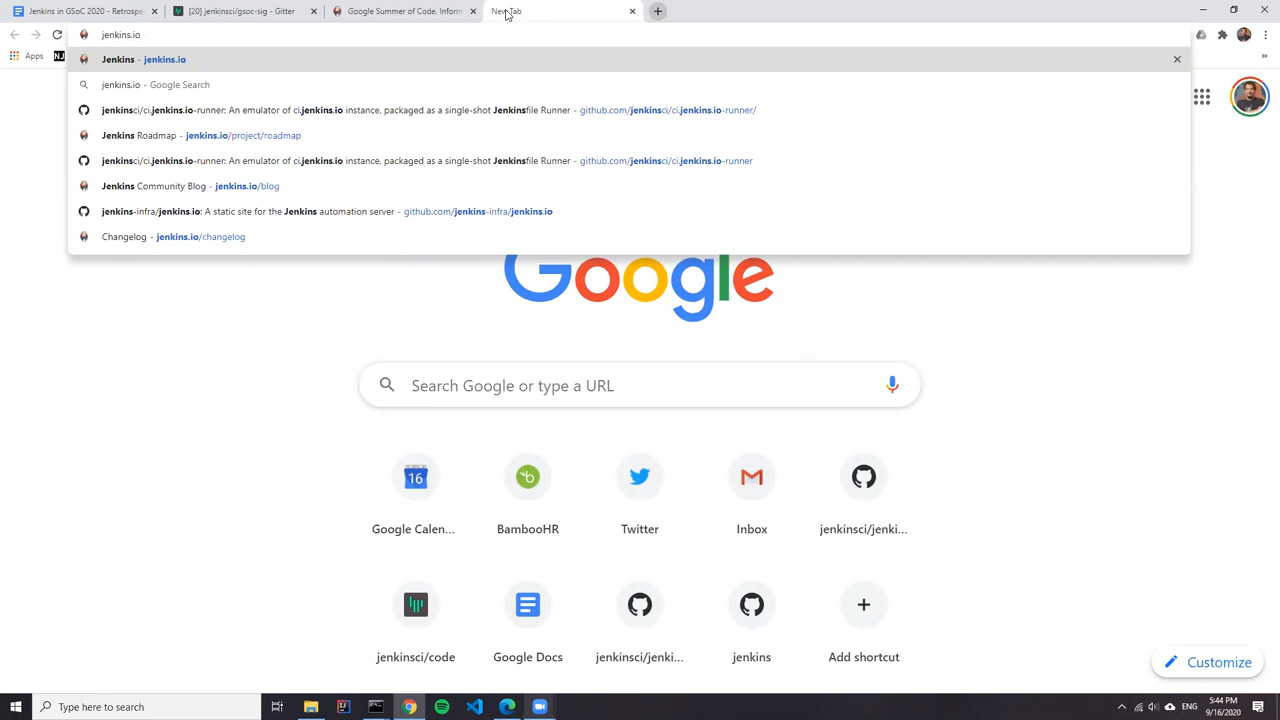 Jenkins in GSoC 2020 - Retrospec
[20] jenkinsci/gsoc-sig - Gitter
Google Summer of Code. Inform
New Tab
jenkins.io
Apps
NJ
Jenkins - jenkins.io
jenkins.io - Google Search
jenkinsci/ci.jenkins.io-runner: An emulator of ci.jenkins.io instance, packaged as a single-shot Jenkinsfile Runner - github.com/jenkinsci/ci.jenkins.io-runner/
Jenkins Roadmap - jenkins.io/project/roadmap
jenkinsci/ci.jenkins.io-runner: An emulator of ci.jenkins.io instance, packaged as a single-shot Jenkinsfile Runner - github.com/jenkinsci/ci.jenkins.io-runner
Jenkins Community Blog - jenkins.io/blog
jenkins-infra/jenkins.io: A static site for the Jenkins automation server - github.com/jenkins-infra/jenkins.io
Changelog - jenkins.io/changelog
Google
Search Google or type a URL
16
Google Calen...
BambooHR
Twitter
Inbox
jenkinsci/jenki...
jenkinsci/code
Google Docs
jenkinsci/jenki...
jenkins
Add shortcut
Customize
Type here to search
5:44 PM
9/16/2020